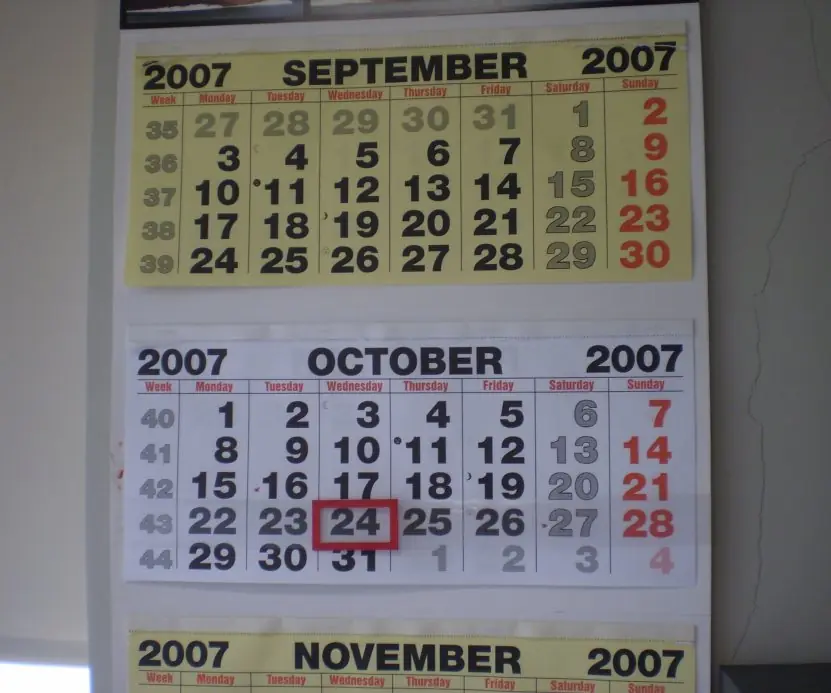 2007 SEPTEMBER 2007
Week Monday Tuesday Wednesday Thursday Friday Saturday Sunday
35 27 28 29 30 31 1 2
36 3 4 5 6 7 8 9
37 10 11 12 13 14 15 16
38 17 18 19 20 21 22 23
39 24 25 26 27 28 29 30
2007 OCTOBER 2007
Week Monday Tuesday Wednesday Thursday Friday Saturday Sunday
40 1 2 3 4 5 6 7
41 8 9 10 11 12 13 14
42 15 16 17 18 19 20 21
43 22 23 24 25 26 27 28
44 29 30 31 1 2 3 4
2007 NOVEMBER 2007
Week Monday Tuesday Wednesday Thursday Friday Saturday Sunday